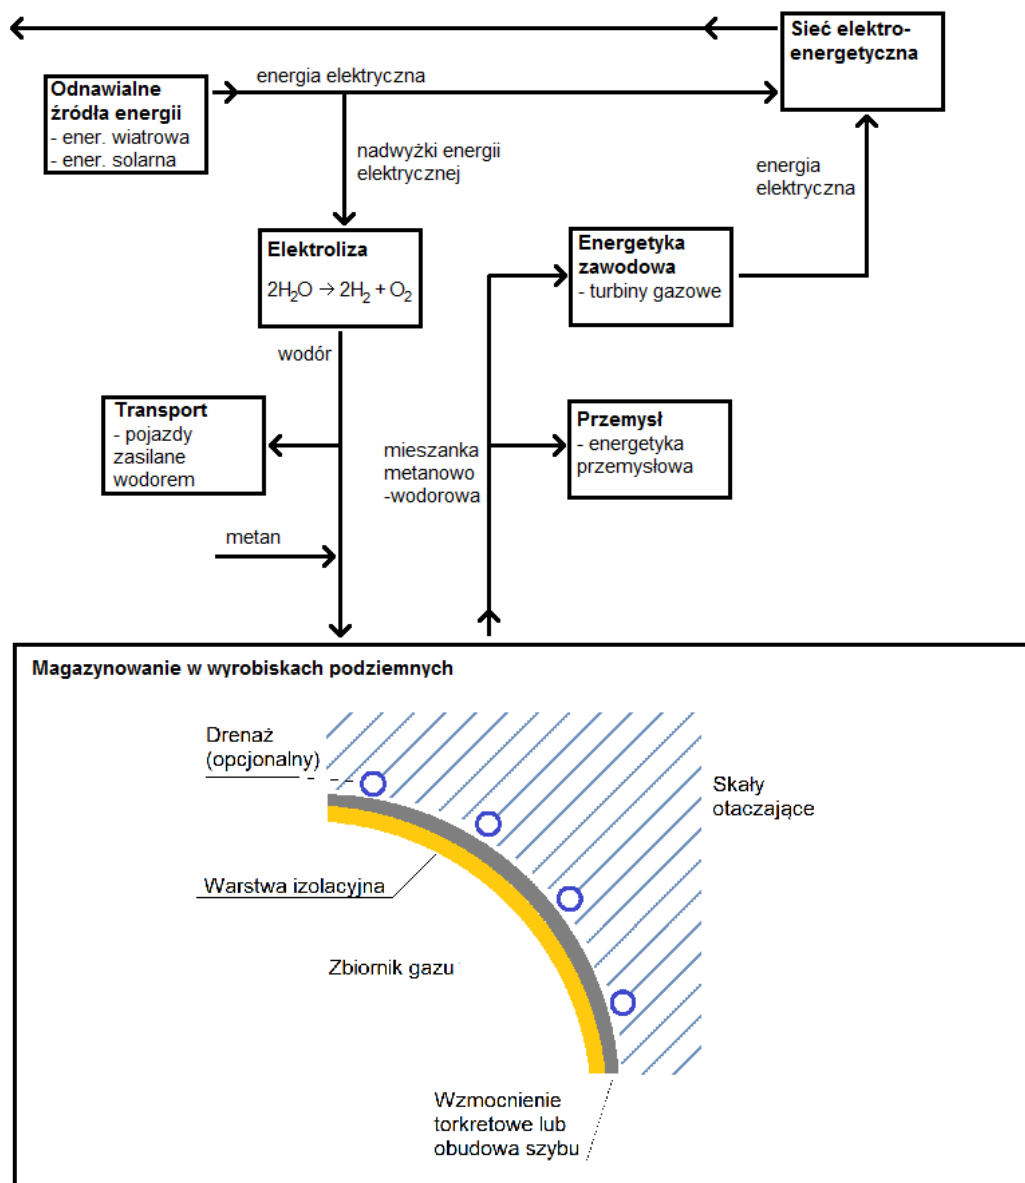 Sieć elektro-
energetyczna
energia elektryczna
Odnawialne
źródła energii
- ener. wiatrowa
- ener. solarna
nadwyżki energii
elektrycznej
energia
elektryczna
Elektroliza
2H₂O → 2H₂ + O₂
Energetyka
zawodowa
- turbiny gazowe
wodór
Transport
- pojazdy
zasilane
wodorem
mieszanka
metanowo
-wodorowa
Przemysł
- energetyka
przemysłowa
metan
Magazynowanie w wyrobiskach podziemnych
Drenaż
(opcjonalny)
Skały
otaczające
Warstwa izolacyjna
Zbiornik gazu
Wzmocnienie
torkretowe lub
obudowa szybu